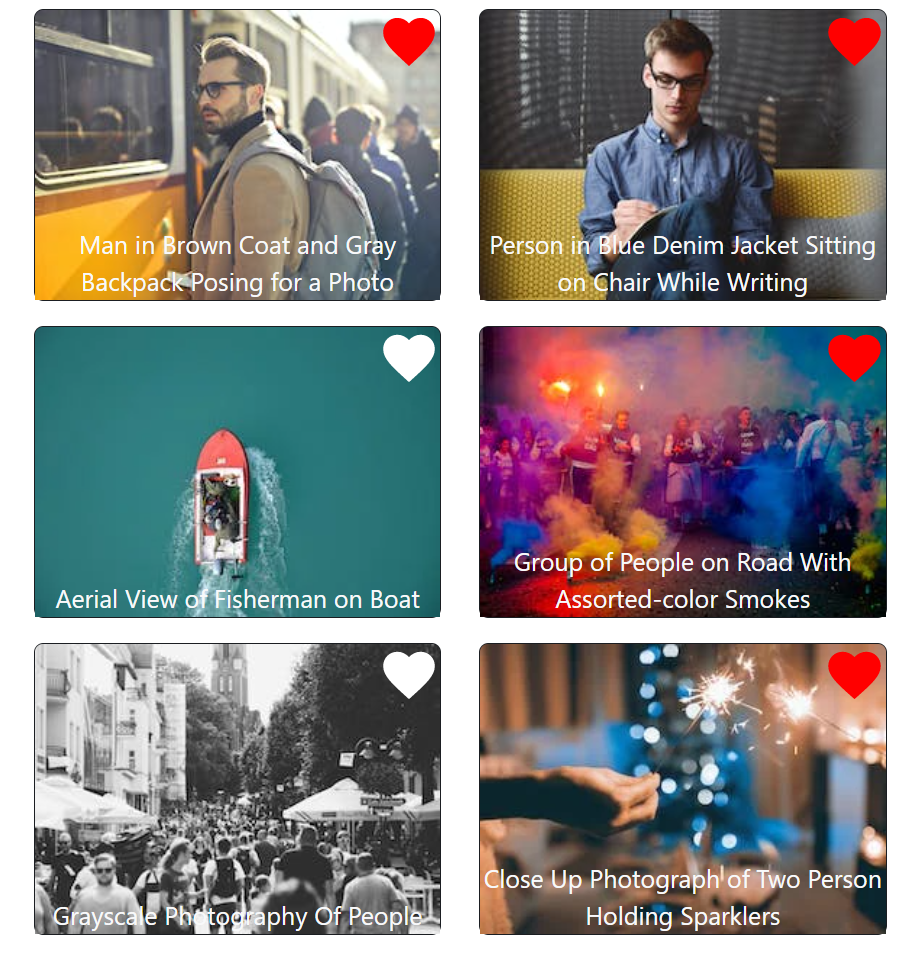 Man in Brown Coat and Gray
Backpack Posing for a Photo
Person in Blue Denim Jacket Sitting
on Chair While Writing
Aerial View of Fisherman on Boat
Group of People on Road With
Assorted-color Smokes
Grayscale Photography Of People
Close Up Photograph of Two Person
Holding Sparklers